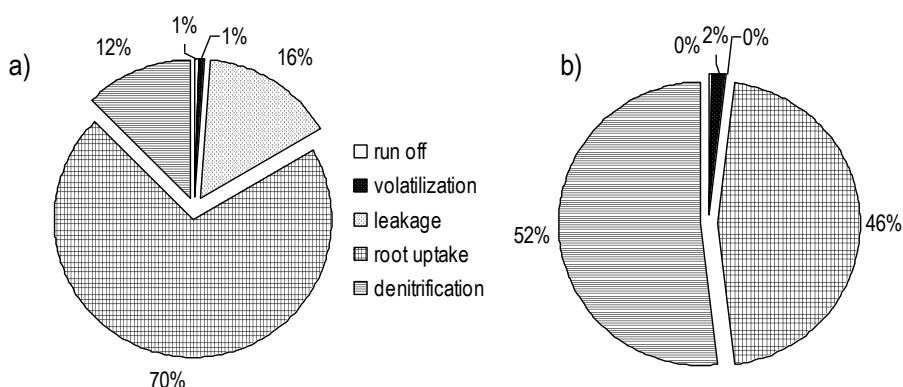 a)
12%
1%
1%
16%
70%
run off
volatilization
leakage
root uptake
denitrification
b)
0%
2%
0%
46%
52%